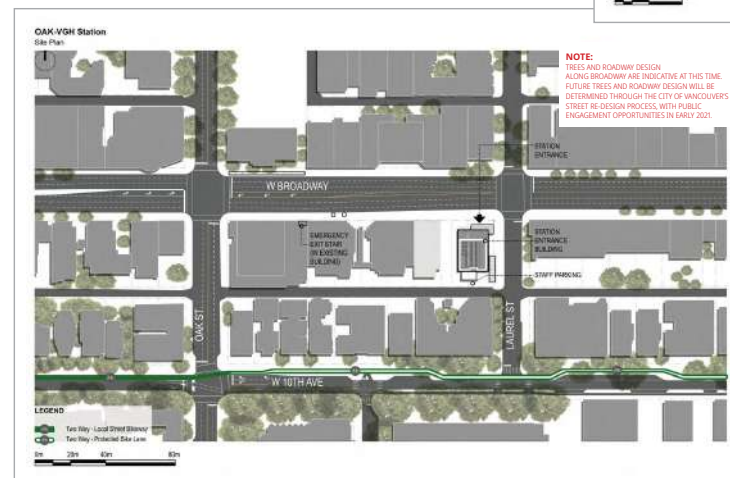 OAK-VGH Station
Site Plan
NOTE:
TREES AND ROADWAY DESIGN
ALONG BROADWAY ARE INDICATIVE AT THIS TIME.
FUTURE TREES AND ROADWAY DESIGN WILL BE
DETERMINED THROUGH THE CITY OF VANCOUVER'S
STREET RE-DESIGN PROCESS, WITH PUBLIC
ENGAGEMENT OPPORTUNITIES IN EARLY 2021.
STATION
ENTRANCE
W BROADWAY
EMERGENCY
EXIT STAIR
(IN EXISTING
BUILDING)
STATION
ENTRANCE
BUILDING
STAFF PARKING
OAK ST
LAUREL ST
W 10TH AVE
LEGEND
Two Way - Local Street Bikeway
Two Way - Protected Bike Lane
0m 20m 40m 80m